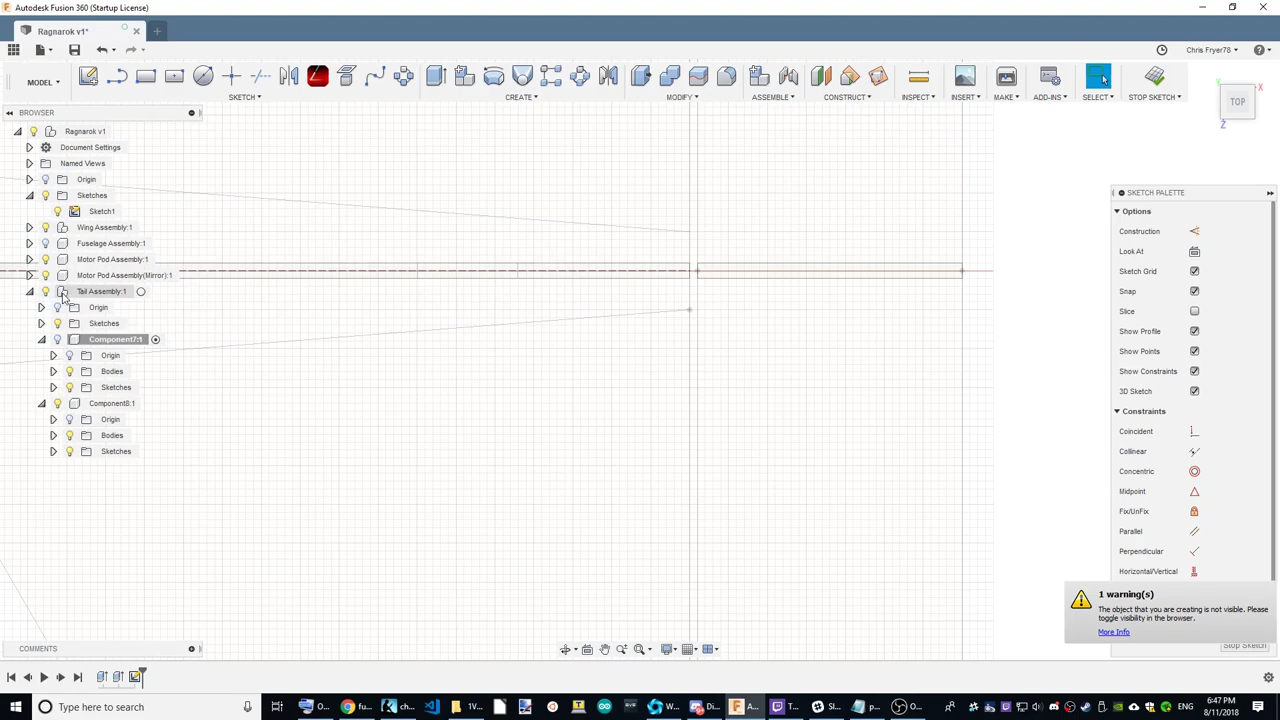 Autodesk Fusion 360 (Startup License)
Ragnarok v1*
Chris Fryer78
MODEL
SKETCH
CREATE
MODIFY
ASSEMBLE
CONSTRUCT
INSPECT
INSERT
MAKE
ADD-INS
SELECT
STOP SKETCH
TOP
X
Y
Z
BROWSER
Ragnarok v1
Document Settings
Named Views
Origin
Sketches
Sketch1
Wing Assembly:1
Fuselage Assembly:1
Motor Pod Assembly:1
Motor Pod Assembly(Mirror):1
Tail Assembly:1
Origin
Sketches
Component7:1
Origin
Bodies
Sketches
Component8:1
Origin
Bodies
Sketches
SKETCH PALETTE
Options
Construction
Look At
Sketch Grid
Snap
Slice
Show Profile
Show Points
Show Constraints
3D Sketch
Constraints
Coincident
Collinear
Concentric
Midpoint
Fix/UnFix
Parallel
Perpendicular
Horizontal/Vertical
1 warning(s)
The object that you are creating is not visible. Please
toggle visibility in the browser.
More Info
Stop Sketch
COMMENTS
Type here to search
O...
fu...
ch...
1V...
W...
Di...
A...
T...
Sl...
p...
O...
ENG
6:47 PM
8/11/2018